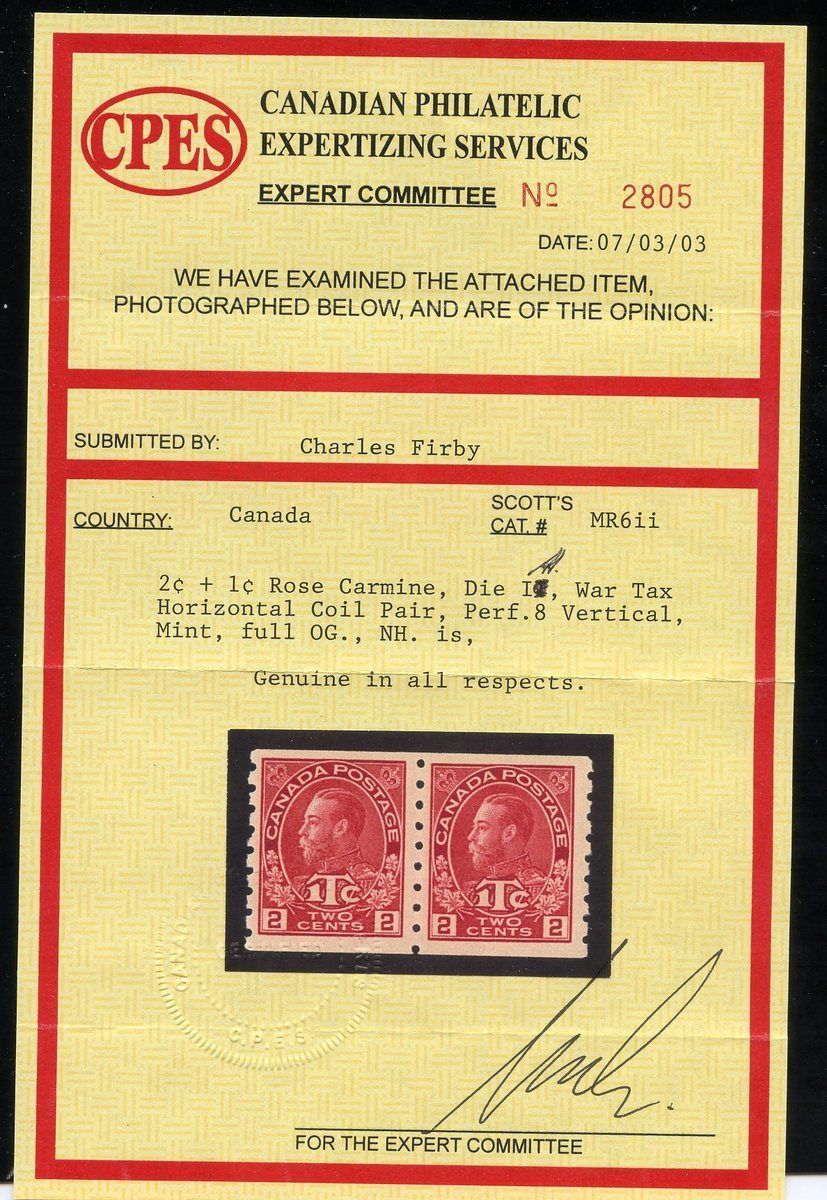 CPES
CANADIAN PHILATELIC
EXPERTIZING SERVICES
EXPERT COMMITTEE Nº 2805
DATE: 07/03/03
WE HAVE EXAMINED THE ATTACHED ITEM,
PHOTOGRAPHED BELOW, AND ARE OF THE OPINION:
SUBMITTED BY: Charles Firby
COUNTRY: Canada
SCOTT'S
CAT. # MR6ii
2¢ + 1¢ Rose Carmine, Die I, War Tax
Horizontal Coil Pair, Perf.8 Vertical,
Mint, full OG., NH. is,
Genuine in all respects.
CANADA POSTAGE
1Tc
2 TWO CENTS 2
CANADA POSTAGE
1Tc
2 TWO CENTS 2
C.P.E.S.
FOR THE EXPERT COMMITTEE